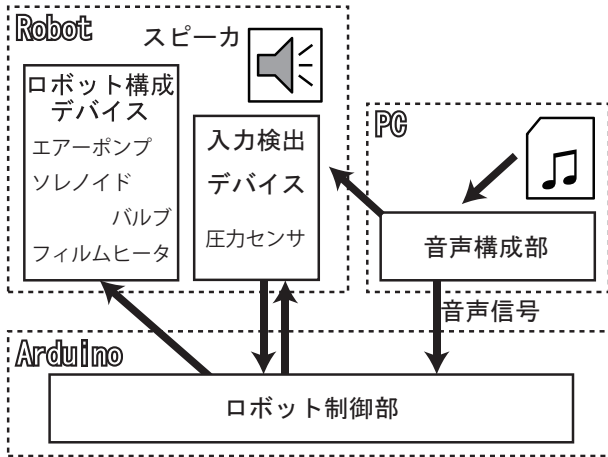 Robot
スピーカ
ロボット構成
デバイス
エアーポンプ
ソレノイド
バルブ
フィルムヒータ
入力検出
デバイス
圧力センサ
PC
音声構成部
音声信号
Arduino
ロボット制御部